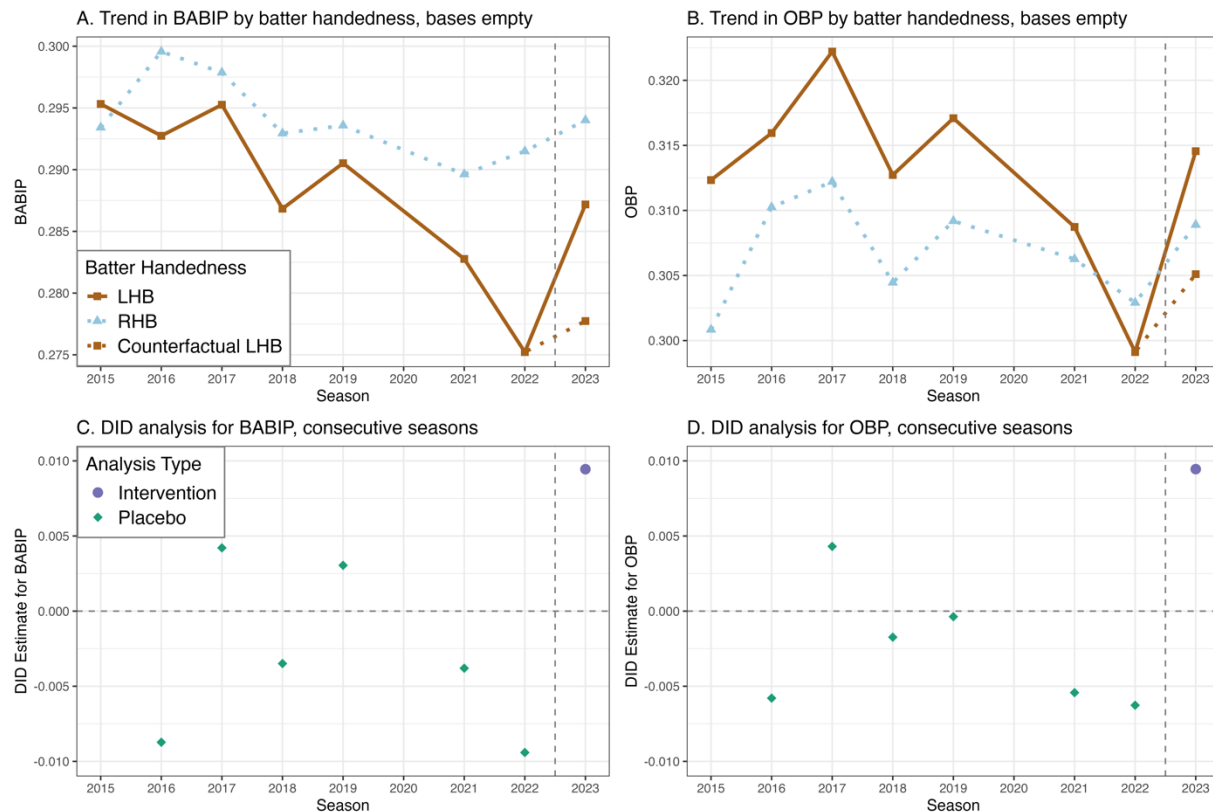 A. Trend in BABIP by batter handedness, bases empty
0.300
0.295
0.290
0.285
0.280
0.275
BABIP
Batter Handedness
LHB
RHB
Counterfactual LHB
2015 2016 2017 2018 2019 2020 2021 2022 2023
Season
B. Trend in OBP by batter handedness, bases empty
0.320
0.315
0.310
0.305
0.300
OBP
2015 2016 2017 2018 2019 2020 2021 2022 2023
Season
C. DID analysis for BABIP, consecutive seasons
0.010
0.005
0.000
-0.005
-0.010
DID Estimate for BABIP
Analysis Type
Intervention
Placebo
2015 2016 2017 2018 2019 2020 2021 2022 2023
Season
D. DID analysis for OBP, consecutive seasons
0.010
0.005
0.000
-0.005
-0.010
DID Estimate for OBP
2015 2016 2017 2018 2019 2020 2021 2022 2023
Season